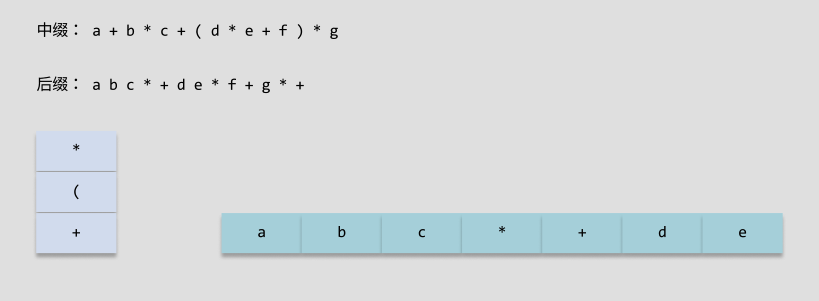 中缀： a + b * c + ( d * e + f ) * g
后缀： a b c * + d e * f + g * +
*
(
+
a b c * + d e